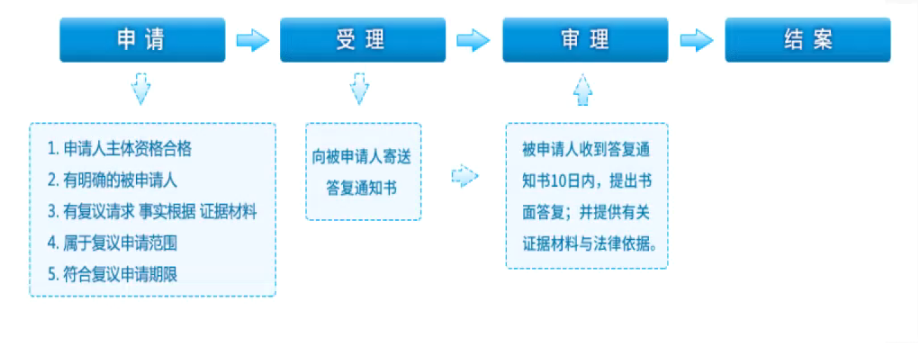 申请
受理
审理
结案
1. 申请人主体资格合格
2. 有明确的被申请人
3. 有复议请求 事实根据 证据材料
4. 属于复议申请范围
5. 符合复议申请期限
向被申请人寄送
答复通知书
被申请人收到答复通
知书10日内，提出书
面答复；并提供有关
证据材料与法律依据。